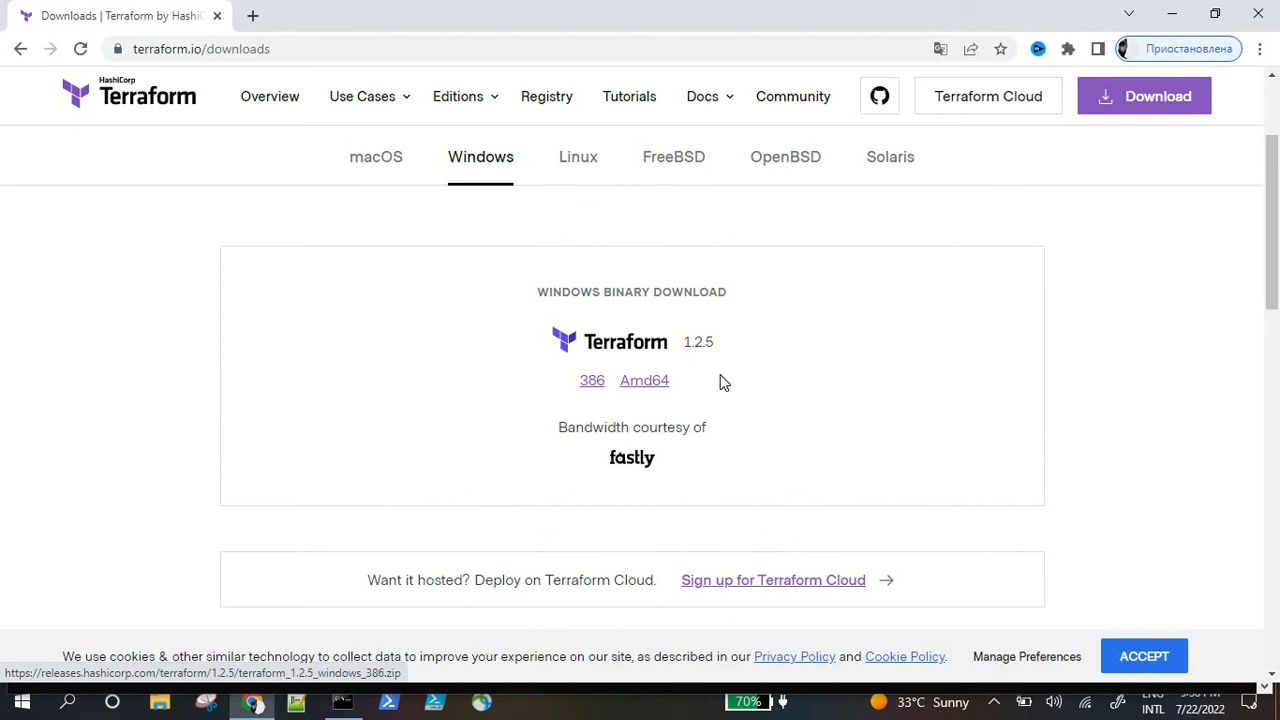 Downloads | Terraform by HashiC
terraform.io/downloads
Приостановлена
HashiCorp
Terraform
Overview
Use Cases
Editions
Registry
Tutorials
Docs
Community
Terraform Cloud
Download
macOS
Windows
Linux
FreeBSD
OpenBSD
Solaris
WINDOWS BINARY DOWNLOAD
Terraform 1.2.5
386 Amd64
Bandwidth courtesy of
fastly
Want it hosted? Deploy on Terraform Cloud. Sign up for Terraform Cloud
We use cookies & other similar technology to collect data to improve your experience on our site, as described in our Privacy Policy and Cookie Policy.
Manage Preferences
ACCEPT
https://releases.hashicorp.com/terraform/1.2.5/terraform_1.2.5_windows_386.zip
70%
33°C Sunny
ENG
INTL
7/22/2022